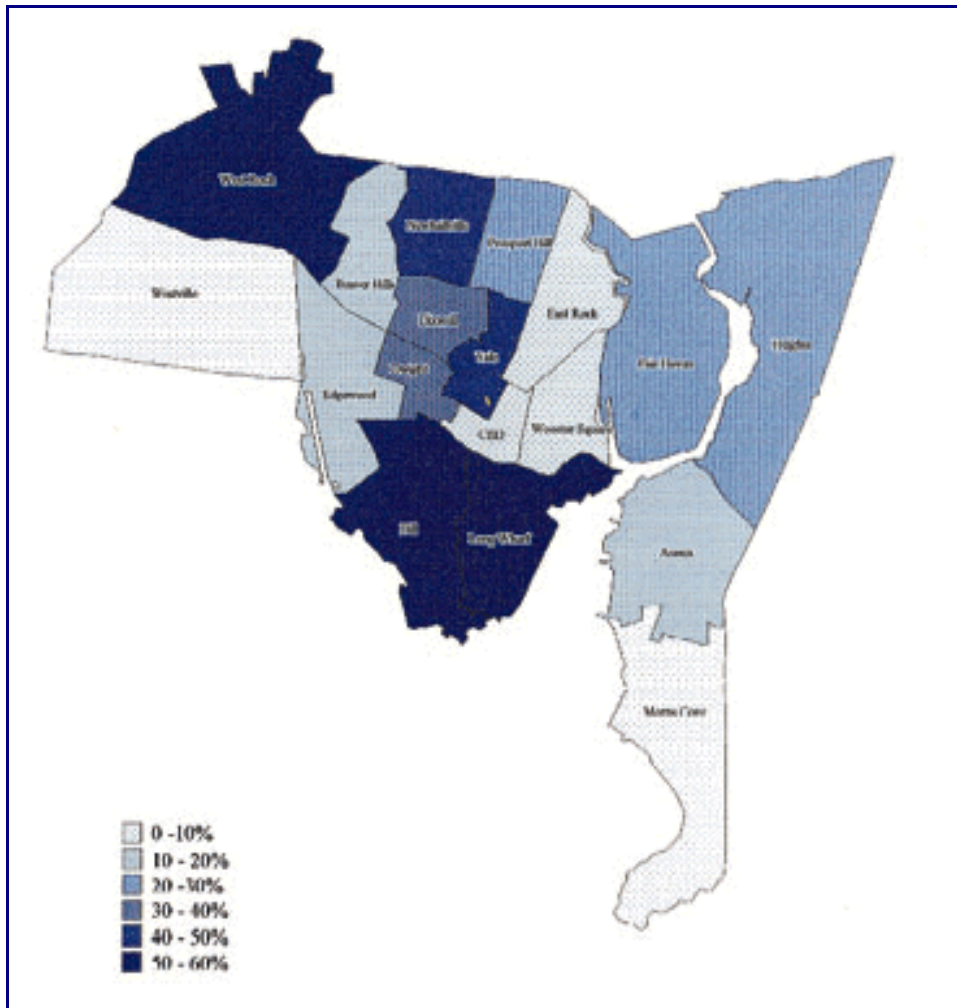 West Rock
Newhallville
Prospect Hill
Beaver Hills
Westville
East Rock
Dixwell
Heights
Yale
Fair Haven
Dwight
Edgewood
CBD
Wooster Square
Hill
Long Wharf
Annex
Morris Cove
0 -10%
10 - 20%
20 -30%
30 - 40%
40 - 50%
50 - 60%